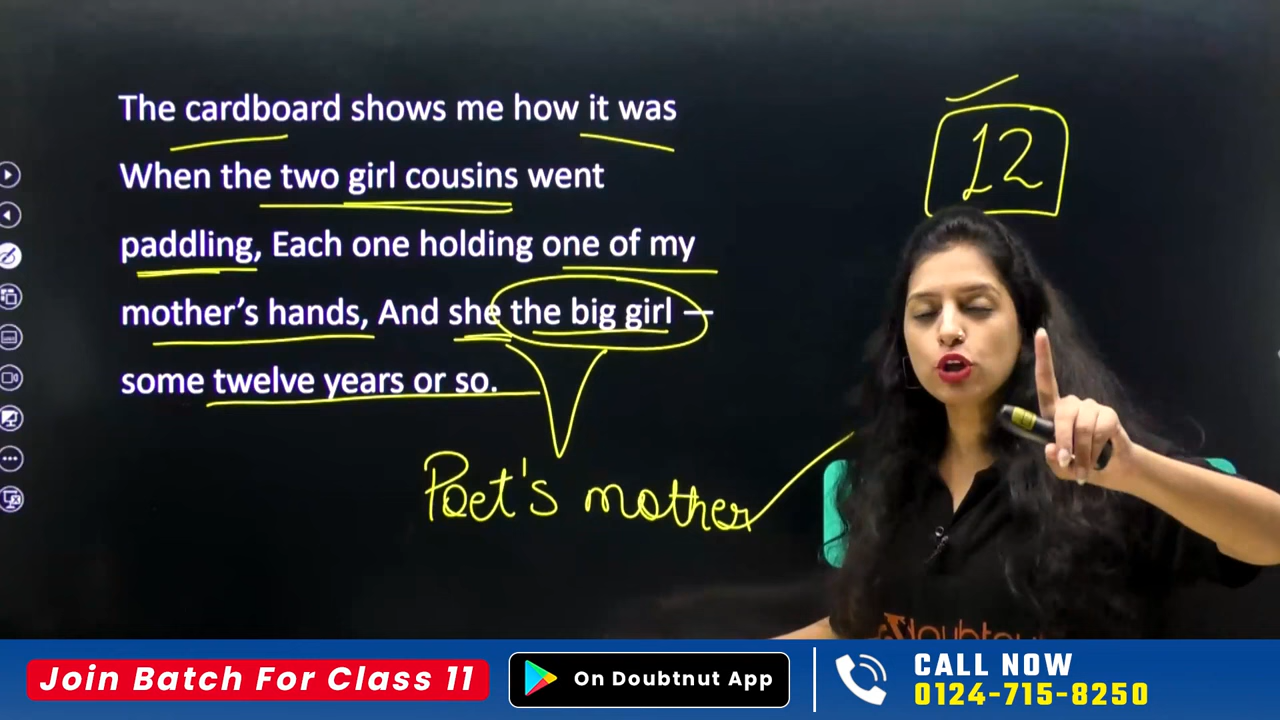 The cardboard shows me how it was
When the two girl cousins went
paddling, Each one holding one of my
mother's hands, And she the big girl –
some twelve years or so.
12
Poet's mother
Join Batch For Class 11
On Doubtnut App
CALL NOW
0124-715-8250